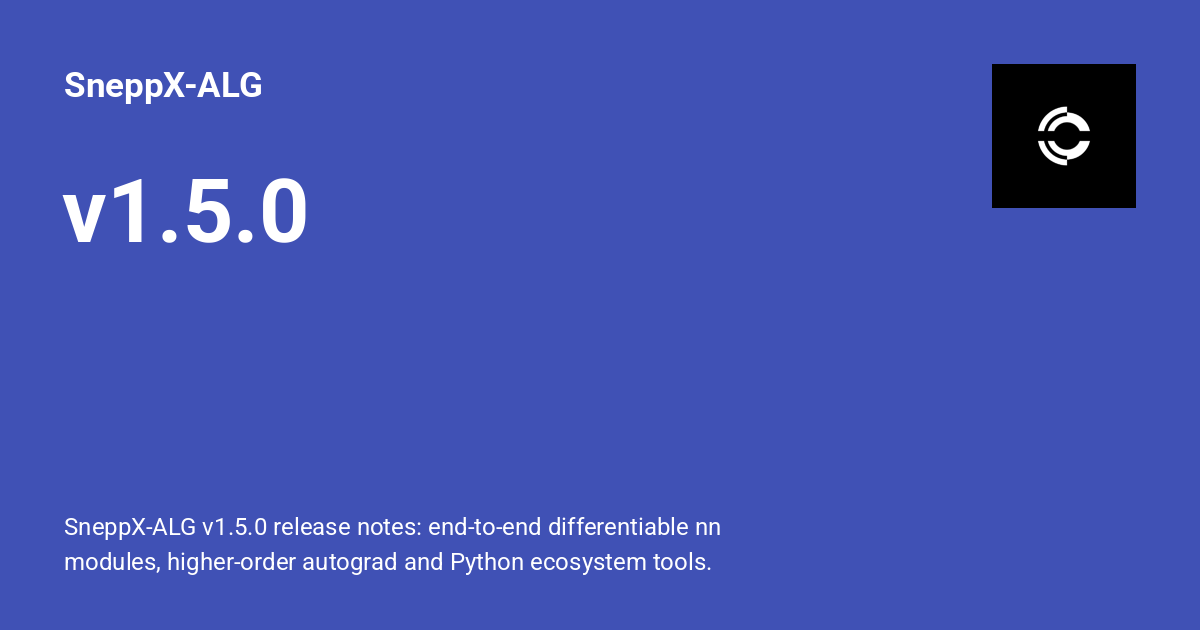 SneppX-ALG
v1.5.0
SneppX-ALG v1.5.0 release notes: end-to-end differentiable nn
modules, higher-order autograd and Python ecosystem tools.